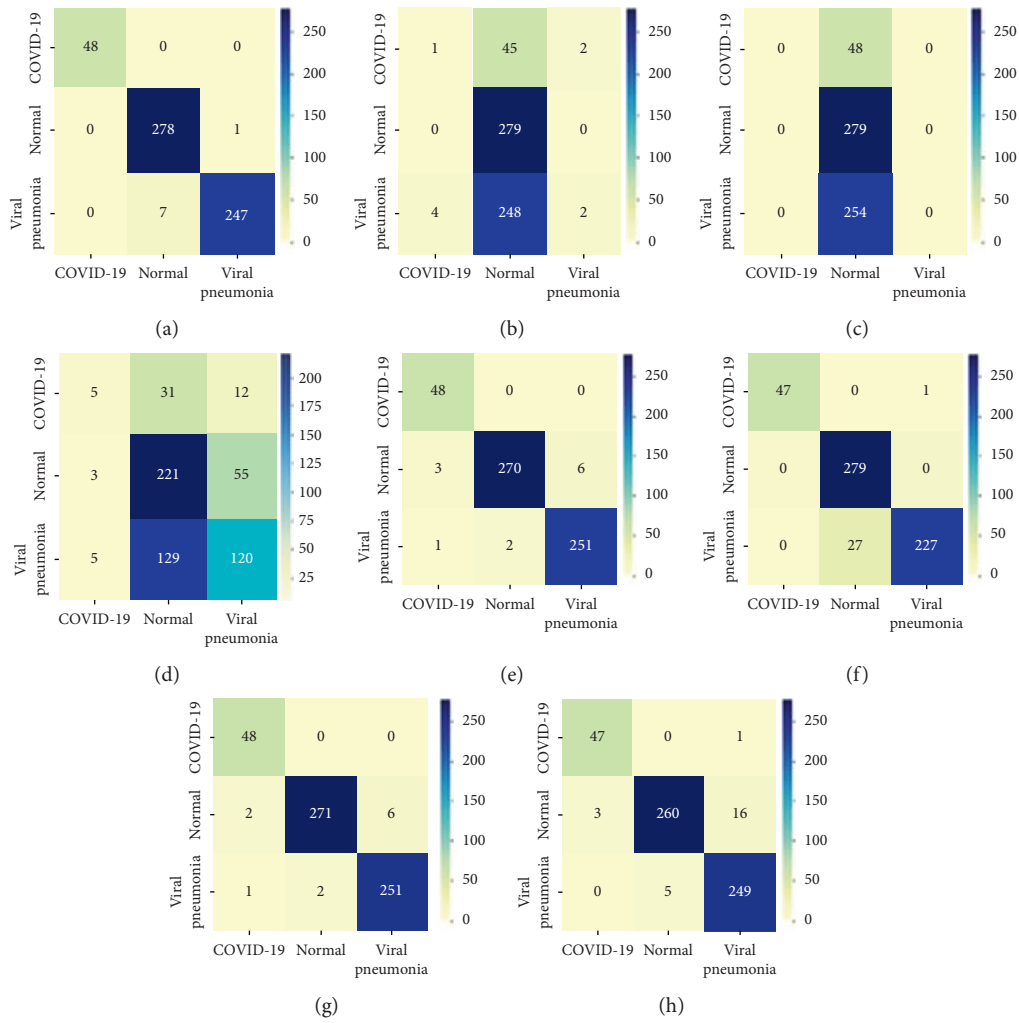 COVID-19 48 0 0
Normal 0 278 1
Viral pneumonia 0 7 247
COVID-19 Normal Viral pneumonia
250
200
150
100
50
0
(a)
COVID-19 1 45 2
Normal 0 279 0
Viral pneumonia 4 248 2
COVID-19 Normal Viral pneumonia
250
200
150
100
50
0
(b)
COVID-19 0 48 0
Normal 0 279 0
Viral pneumonia 0 254 0
COVID-19 Normal Viral pneumonia
250
200
150
100
50
0
(c)
COVID-19 5 31 12
Normal 3 221 55
Viral pneumonia 5 129 120
COVID-19 Normal Viral pneumonia
200
175
150
125
100
75
50
25
(d)
COVID-19 48 0 0
Normal 3 270 6
Viral pneumonia 1 2 251
COVID-19 Normal Viral pneumonia
250
200
150
100
50
0
(e)
COVID-19 47 0 1
Normal 0 279 0
Viral pneumonia 0 27 227
COVID-19 Normal Viral pneumonia
250
200
150
100
50
0
(f)
COVID-19 48 0 0
Normal 2 271 6
Viral pneumonia 1 2 251
COVID-19 Normal Viral pneumonia
250
200
150
100
50
0
(g)
COVID-19 47 0 1
Normal 3 260 16
Viral pneumonia 0 5 249
COVID-19 Normal Viral pneumonia
250
200
150
100
50
0
(h)